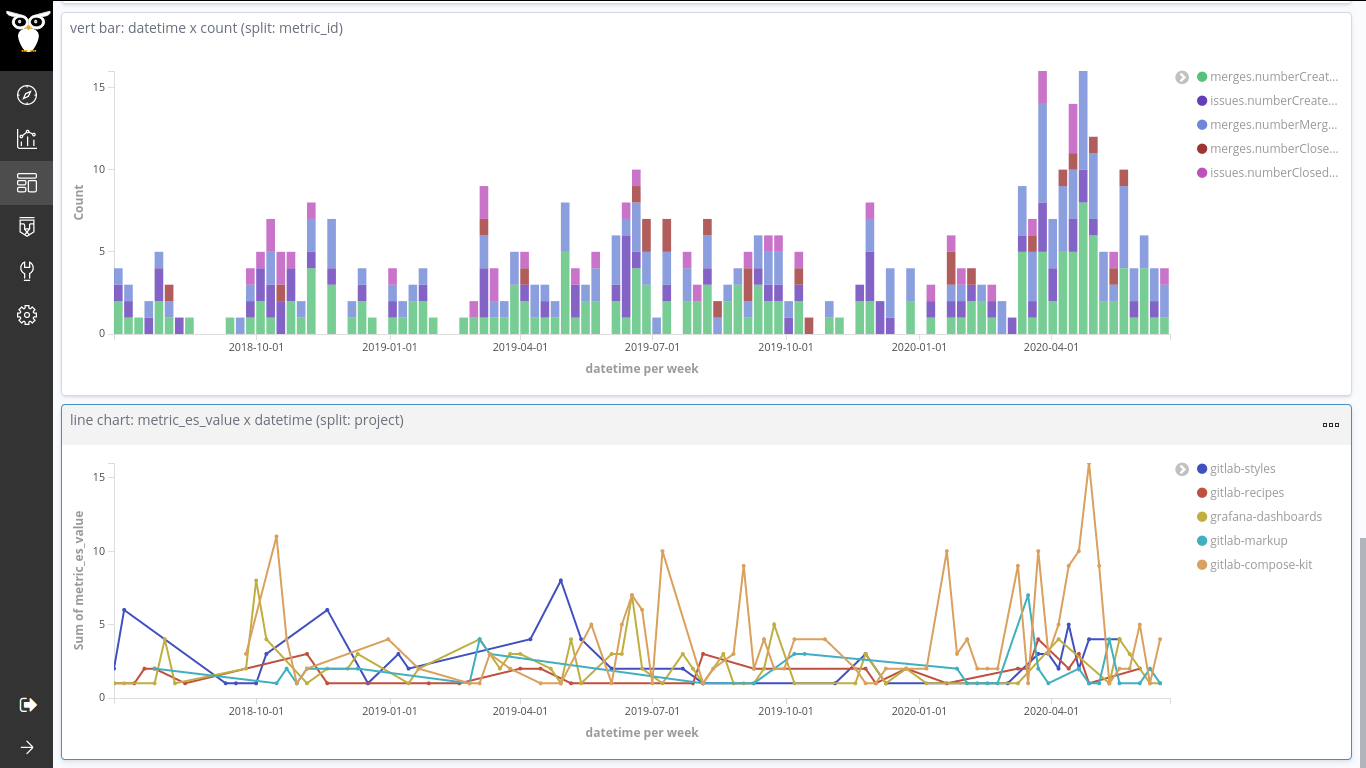 vert bar: datetime x count (split: metric_id)
15
10
5
0
Count
2018-10-01 2019-01-01 2019-04-01 2019-07-01 2019-10-01 2020-01-01 2020-04-01
datetime per week
merges.numberCreat...
issues.numberCreate...
merges.numberMerg...
merges.numberClose...
issues.numberClosed...
line chart: metric_es_value x datetime (split: project)
15
10
5
0
Sum of metric_es_value
2018-10-01 2019-01-01 2019-04-01 2019-07-01 2019-10-01 2020-01-01 2020-04-01
datetime per week
gitlab-styles
gitlab-recipes
grafana-dashboards
gitlab-markup
gitlab-compose-kit